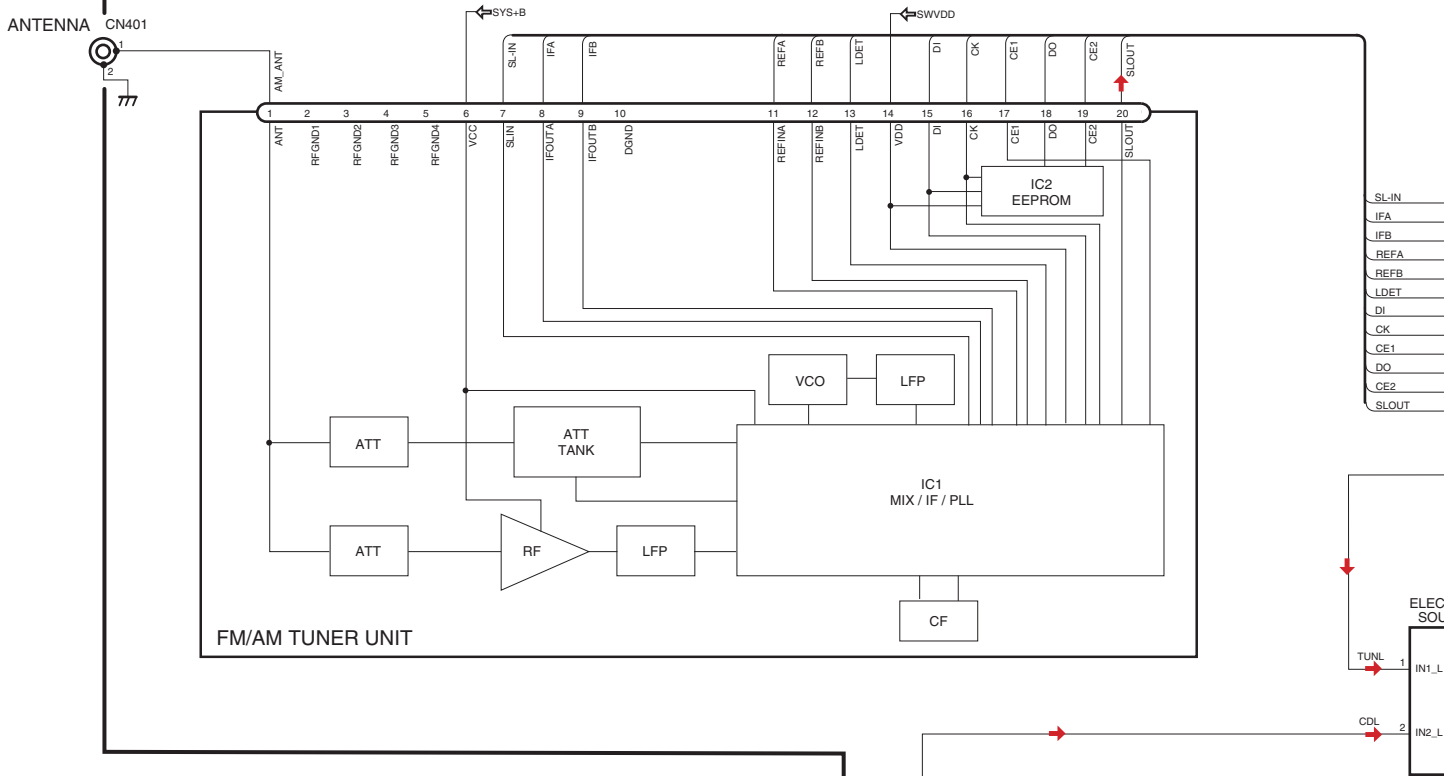 SYS+B
SWVDD
ANTENNA CN401
1
2
AM_ANT
SL-IN
IFA
IFB
REFA
REFB
LDET
DI
CK
CE1
DO
CE2
SLOUT
1 2 3 4 5 6 7 8 9 10 11 12 13 14 15 16 17 18 19 20
ANT
RFGND1
RFGND2
RFGND3
RFGND4
VCC
SLIN
IFOUTA
IFOUTB
DGND
REFINA
REFINB
LDET
VDD
DI
CK
CE1
DO
CE2
SLOUT
IC2
EEPROM
SL-IN
IFA
IFB
REFA
REFB
LDET
DI
CK
CE1
DO
CE2
SLOUT
VCO
LFP
ATT
ATT
TANK
IC1
MIX / IF / PLL
ATT
RF
LFP
CF
FM/AM TUNER UNIT
ELEC
SOU
TUNL
1
IN1_L
CDL
2
IN2_L